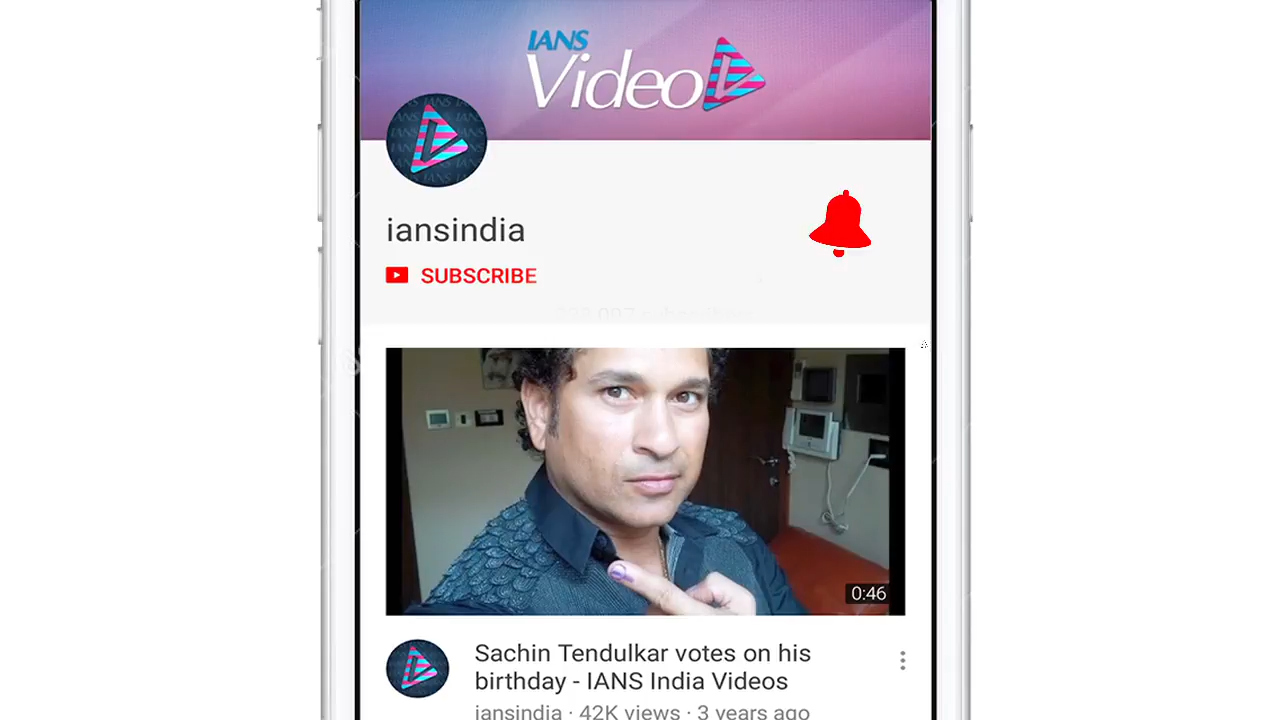 IANS
Video
iansindia
SUBSCRIBE
0:46
Sachin Tendulkar votes on his
birthday - IANS India Videos
iansindia · 42K views · 3 years ago